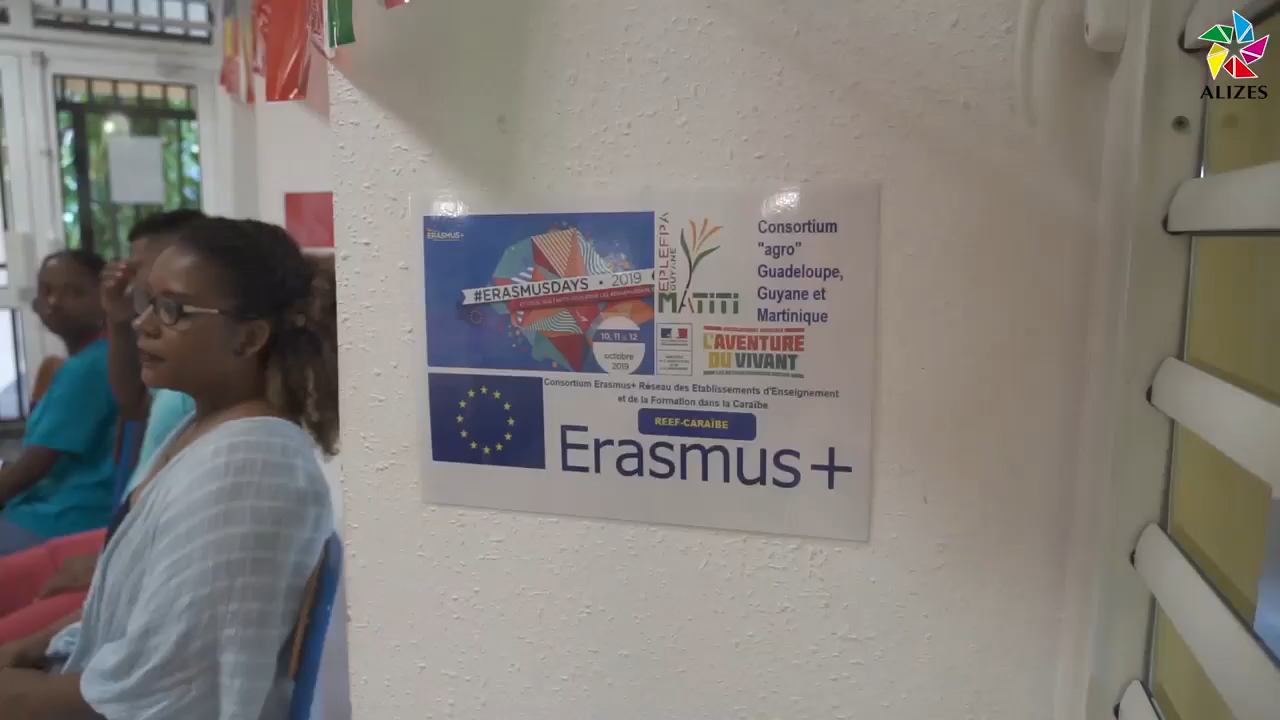 ALIZES
ERASMUS+
#ERASMUSDAYS • 2019
10, 11 & 12
octobre
2019
EPLEFPA
GUYANE
MATITI
Consortium
"agro"
Guadeloupe,
Guyane et
Martinique
L'AVENTURE
DU VIVANT
Consortium Erasmus+ Réseau des Etablissements d'Enseignement
et de la Formation dans la Caraïbe
REEF-CARAÏBE
Erasmus+